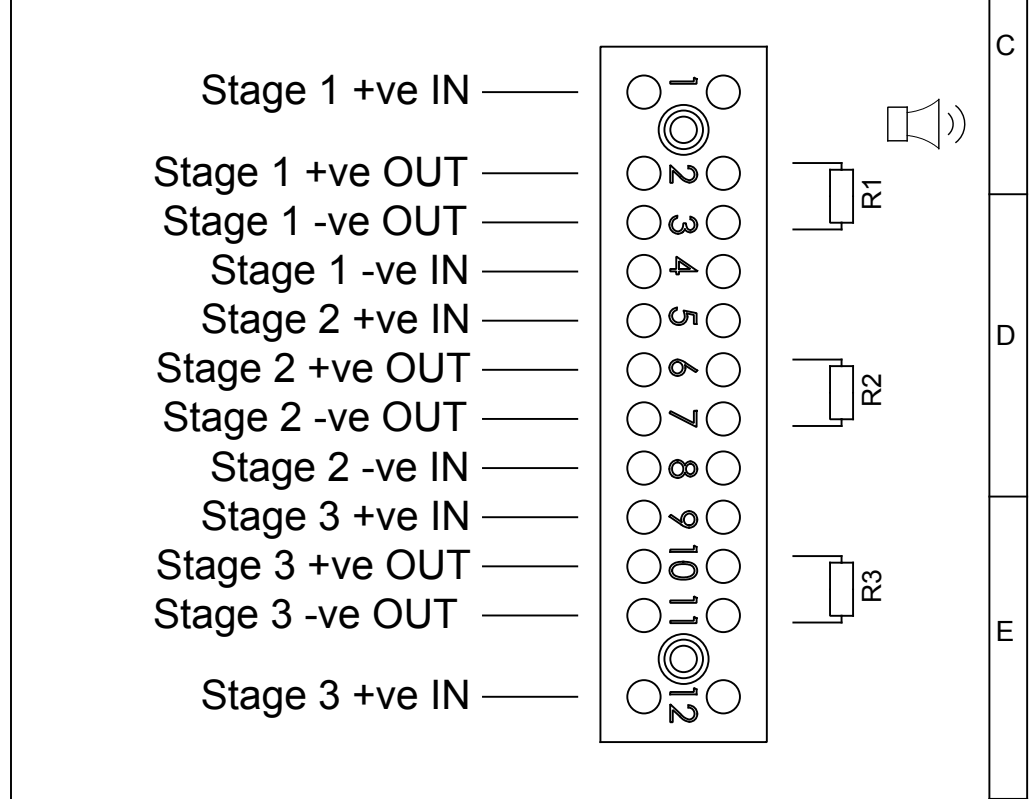 C
Stage 1 +ve IN 1
Stage 1 +ve OUT 2
R1
Stage 1 -ve OUT 3
Stage 1 -ve IN 4
Stage 2 +ve IN 5
D
Stage 2 +ve OUT 6
R2
Stage 2 -ve OUT 7
Stage 2 -ve IN 8
Stage 3 +ve IN 9
Stage 3 +ve OUT 10
R3
Stage 3 -ve OUT 11
E
Stage 3 +ve IN 12